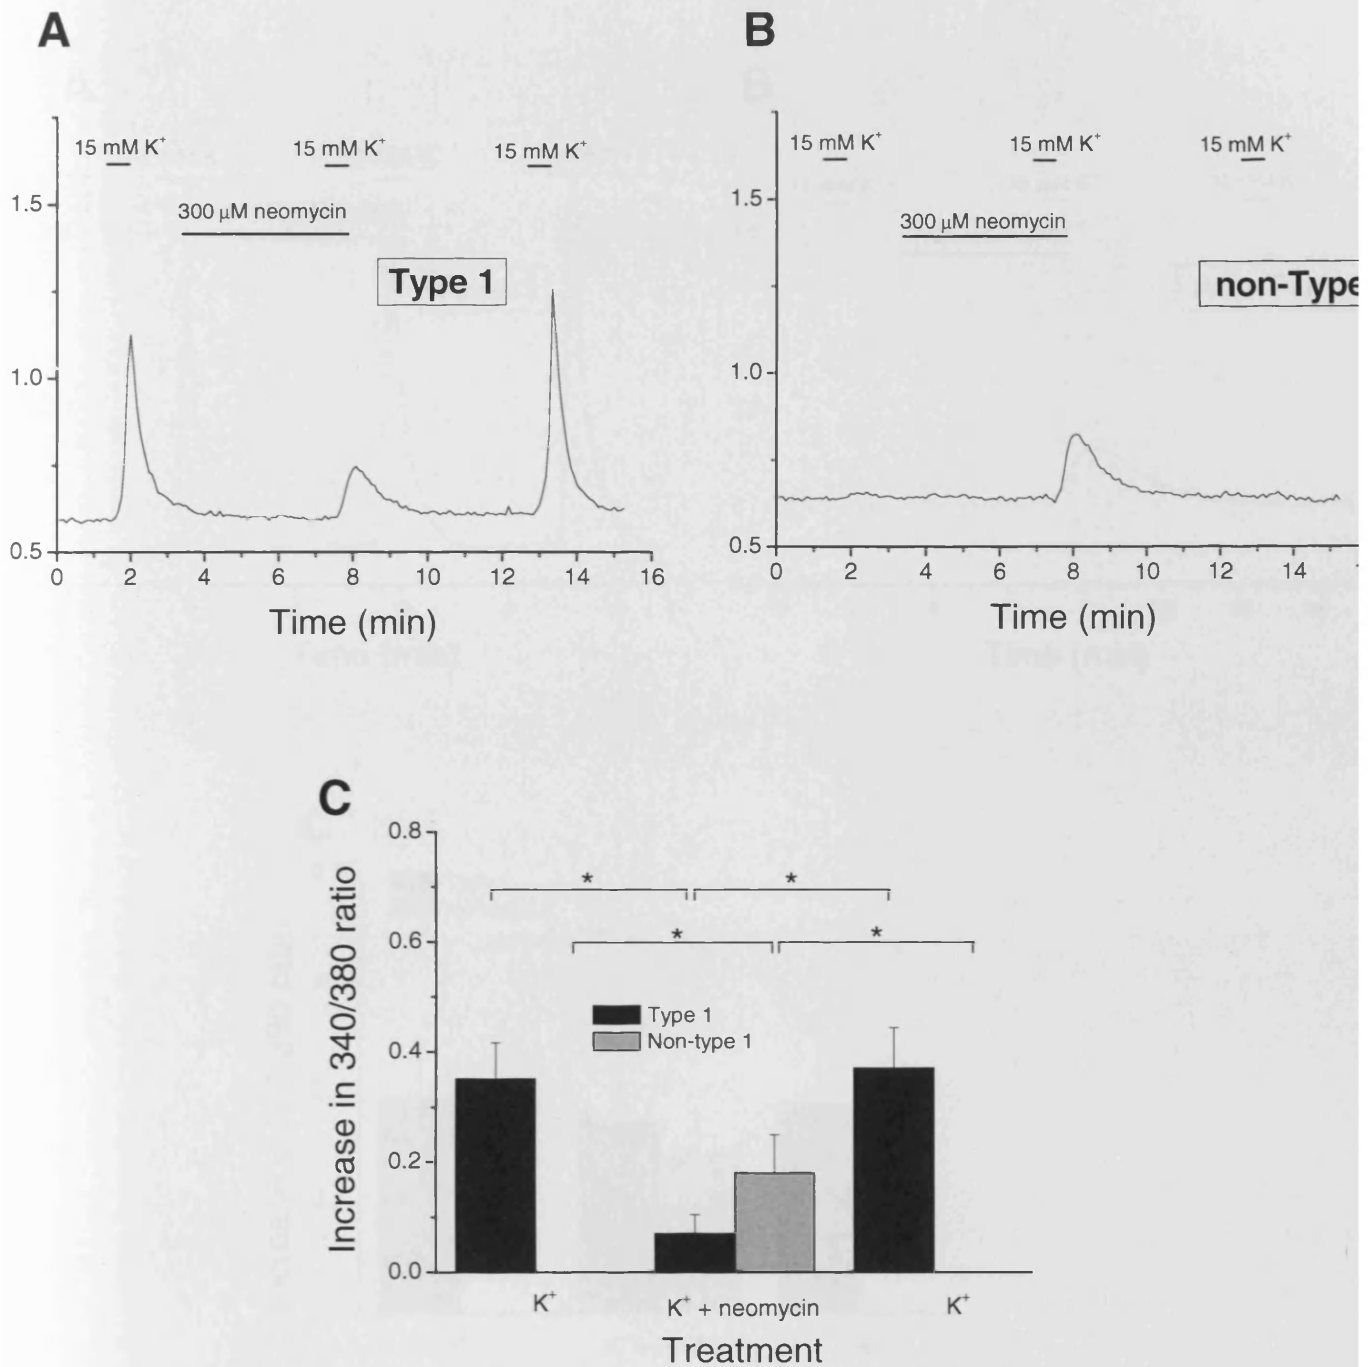 A
15 mM K⁺
15 mM K⁺
15 mM K⁺
300 μM neomycin
Type 1
1.5
1.0
0.5
0
2
4
6
8
10
12
14
16
Time (min)
B
15 mM K⁺
15 mM K⁺
15 mM K⁺
300 μM neomycin
non-Type
1.5
1.0
0.5
0
2
4
6
8
10
12
14
Time (min)
C
Increase in 340/380 ratio
0.8
0.6
0.4
0.2
0.0
*
*
*
*
Type 1
Non-type 1
K⁺
K⁺ + neomycin
K⁺
Treatment